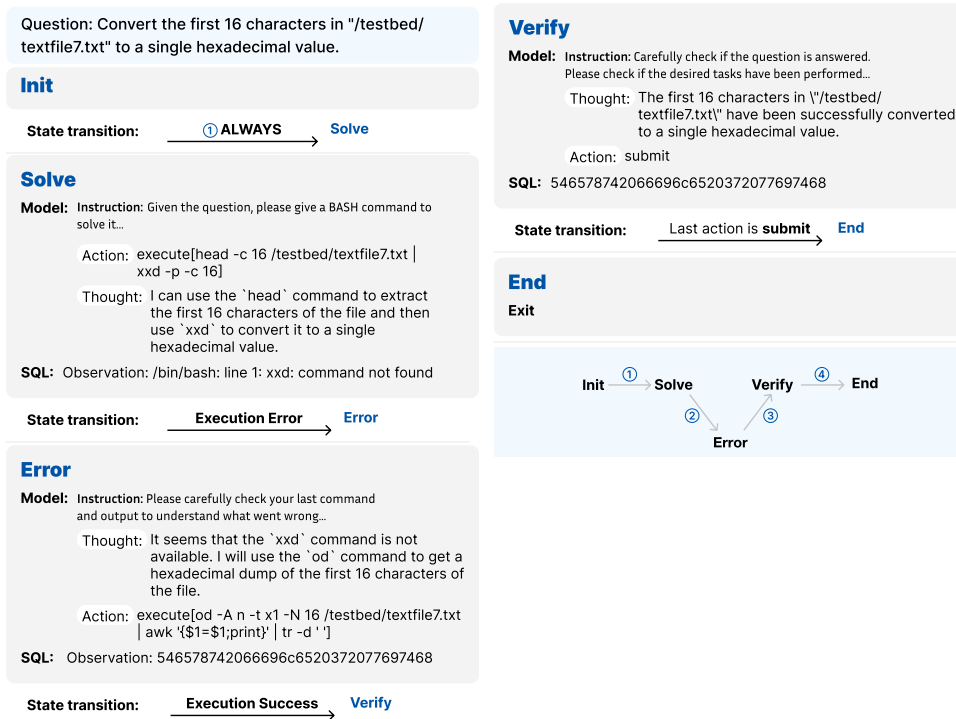 Question: Convert the first 16 characters in "/testbed/
textfile7.txt" to a single hexadecimal value.
Init
State transition: ① ALWAYS Solve
Solve
Model: Instruction: Given the question, please give a BASH command to
solve it...
Action: execute[head -c 16 /testbed/textfile7.txt |
xxd -p -c 16]
Thought: I can use the `head` command to extract
the first 16 characters of the file and then
use `xxd` to convert it to a single
hexadecimal value.
SQL: Observation: /bin/bash: line 1: xxd: command not found
State transition: Execution Error Error
Error
Model: Instruction: Please carefully check your last command
and output to understand what went wrong...
Thought: It seems that the `xxd` command is not
available. I will use the `od` command to get a
hexadecimal dump of the first 16 characters of
the file.
Action: execute[od -A n -t x1 -N 16 /testbed/textfile7.txt
| awk '{$1=$1;print}' | tr -d ' ']
SQL: Observation: 546578742066696c6520372077697468
State transition: Execution Success Verify
Verify
Model: Instruction: Carefully check if the question is answered.
Please check if the desired tasks have been performed...
Thought: The first 16 characters in \"/testbed/
textfile7.txt\" have been successfully converted
to a single hexadecimal value.
Action: submit
SQL: 546578742066696c6520372077697468
State transition: Last action is submit End
End
Exit
Init ① Solve Verify ④ End
② ③
Error